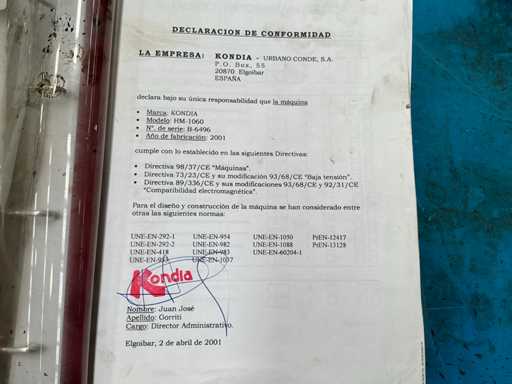 DECLARACION DE CONFORMIDAD
LA EMPRESA: KONDIA - URBANO CONDE, S.A.
P.O. Box, 55
20870 Elgoibar
ESPAÑA
declara bajo su única responsabilidad que la máquina
• Marca: KONDIA
• Modelo: HM-1060
• Nº. de serie: B-6496
• Año de fabricación: 2001
cumple con lo establecido en las siguientes Directivas:
• Directiva 98/37/CE "Máquinas".
• Directiva 73/23/CE y su modificación 93/68/CE "Baja tensión".
• Directiva 89/336/CE y sus modificaciones 93/68/CE y 92/31/CE
"Compatibilidad electromagnética".
Para el diseño y construcción de la máquina se han considerado entre
otras las siguientes normas:
UNE-EN-292-1 UNE-EN-954 UNE-EN-1050 PrEN-12417
UNE-EN-292-2 UNE-EN-982 UNE-EN-1088 PrEN-13128
UNE-EN-418 UNE-EN-983 UNE-EN-60204-1
UNE-EN-953 UNE-EN-1037
Kondia
Nombre: Juan José
Apellido: Gorriti
Cargo: Director Administrativo.
Elgoibar, 2 de abril de 2001